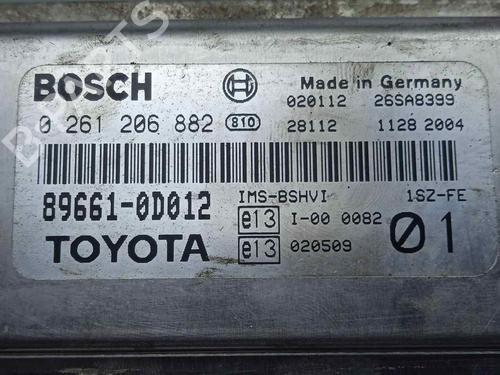 BOSCH Made in Germany
020112 26SA8399
0 261 206 882 810 28112 1128 2004
89661-0D012 IMS-BSHVI 1SZ-FE
e13 I-00 0082 01
TOYOTA e13 020509